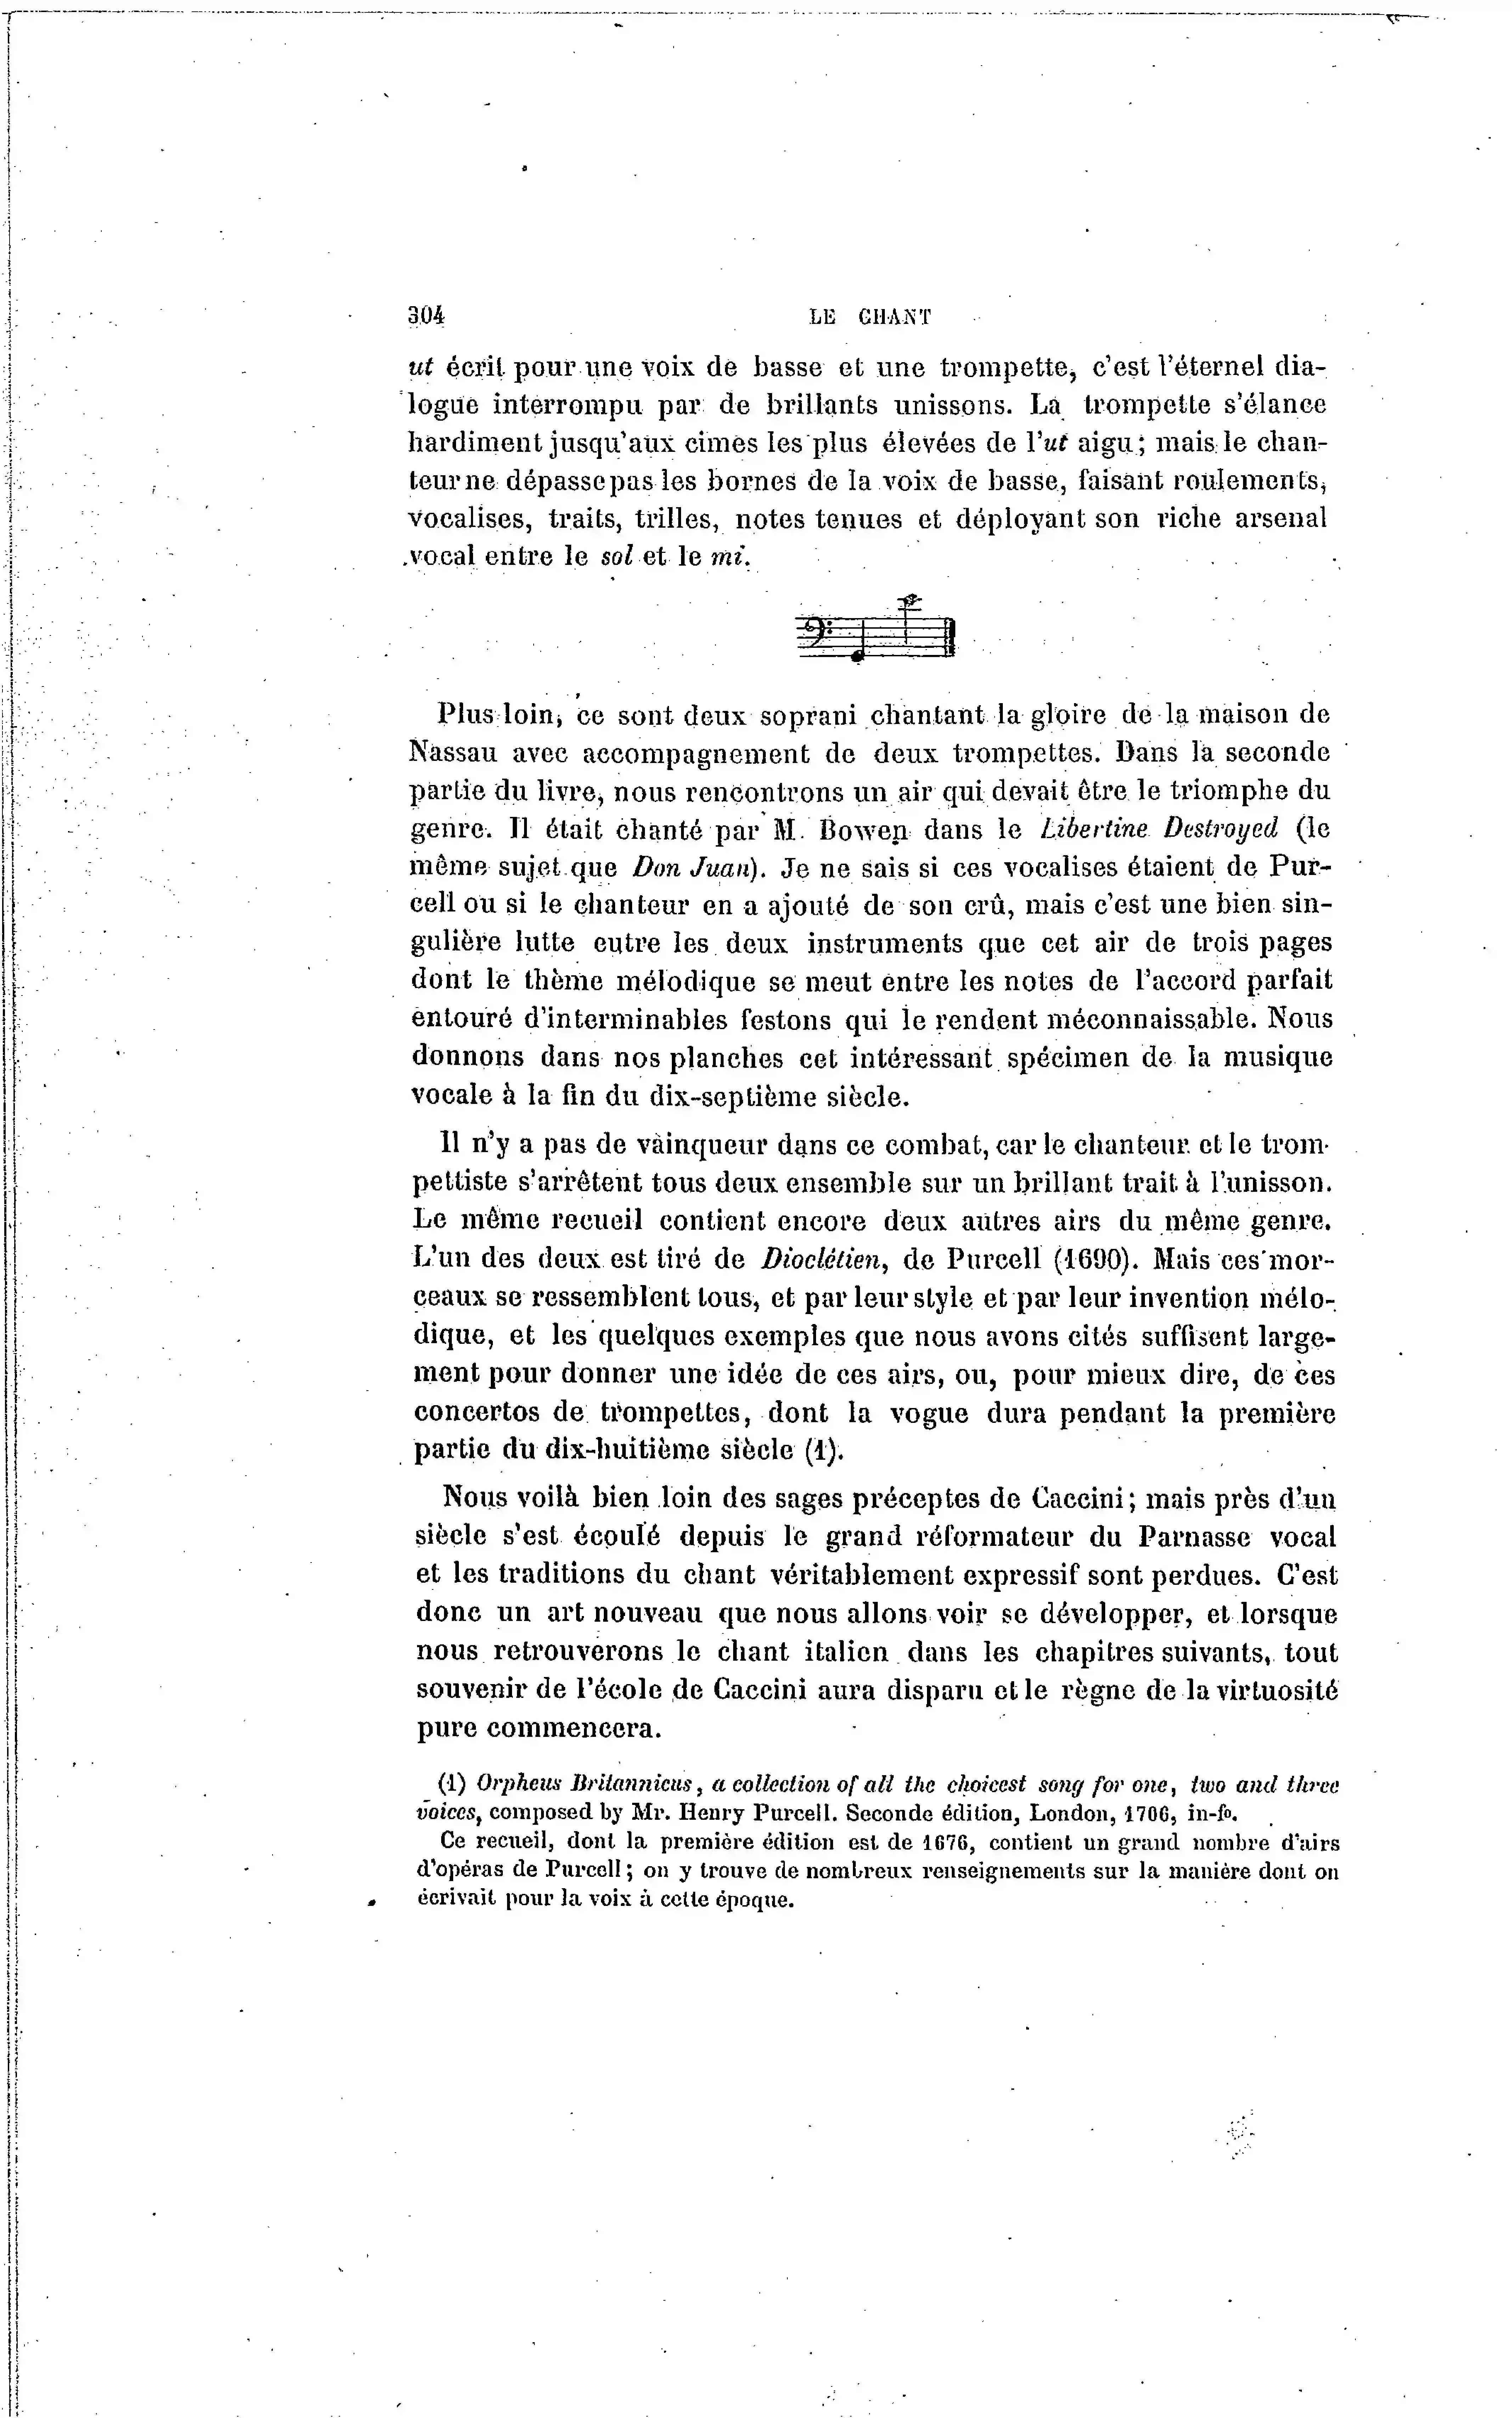 304 LE CHANT
ut écrit pour une voix de basse et une trompette, c'est l'éternel dia-
logue interrompu par de brillants unissons. La trompette s'élance
hardiment jusqu'aux cimes les plus élevées de l'ut aigu; mais le chan-
teur ne dépasse pas les bornes de la voix de basse, faisant roulements,
vocalises, traits, trilles, notes tenues et déployant son riche arsenal
vocal entre le sol et le mi.
Plus loin, ce sont deux soprani chantant la gloire de la maison de
Nassau avec accompagnement de deux trompettes. Dans la seconde
partie du livre, nous rencontrons un air qui devait être le triomphe du
genre. Il était chanté par M. Bowen dans le Libertine Destroyed (le
même sujet que Don Juan). Je ne sais si ces vocalises étaient de Pur-
cell ou si le chanteur en a ajouté de son crû, mais c'est une bien sin-
gulière lutte eutre les deux instruments que cet air de trois pages
dont le thème mélodique se meut entre les notes de l'accord parfait
entouré d'interminables festons qui le rendent méconnaissable. Nous
donnons dans nos planches cet intéressant spécimen de la musique
vocale à la fin du dix-septième siècle.
Il n'y a pas de vainqueur dans ce combat, car le chanteur et le trom-
pettiste s'arrêtent tous deux ensemble sur un brillant trait à l'unisson.
Le même recueil contient encore deux autres airs du même genre.
L'un des deux est tiré de Dioclétien, de Purcell (1690). Mais ces mor-
ceaux se ressemblent tous, et par leur style et par leur invention mélo-
dique, et les quelques exemples que nous avons cités suffisent large-
ment pour donner une idée de ces airs, ou, pour mieux dire, de ces
concertos de trompettes, dont la vogue dura pendant la première
partie du dix-huitième siècle (1).
Nous voilà bien loin des sages préceptes de Caccini; mais près d'un
siècle s'est écoulé depuis le grand réformateur du Parnasse vocal
et les traditions du chant véritablement expressif sont perdues. C'est
donc un art nouveau que nous allons voir se développer, et lorsque
nous retrouverons le chant italien dans les chapitres suivants, tout
souvenir de l'école de Caccini aura disparu et le règne de la virtuosité
pure commencera.
(1) Orpheus Britannicus, a collection of all the choicest song for one, two and three
voices, composed by Mr. Henry Purcell. Seconde édition, London, 1706, in-fo.
Ce recueil, dont la première édition est de 1676, contient un grand nombre d'airs
d'opéras de Purcell; on y trouve de nombreux renseignements sur la manière dont on
écrivait pour la voix à cette époque.